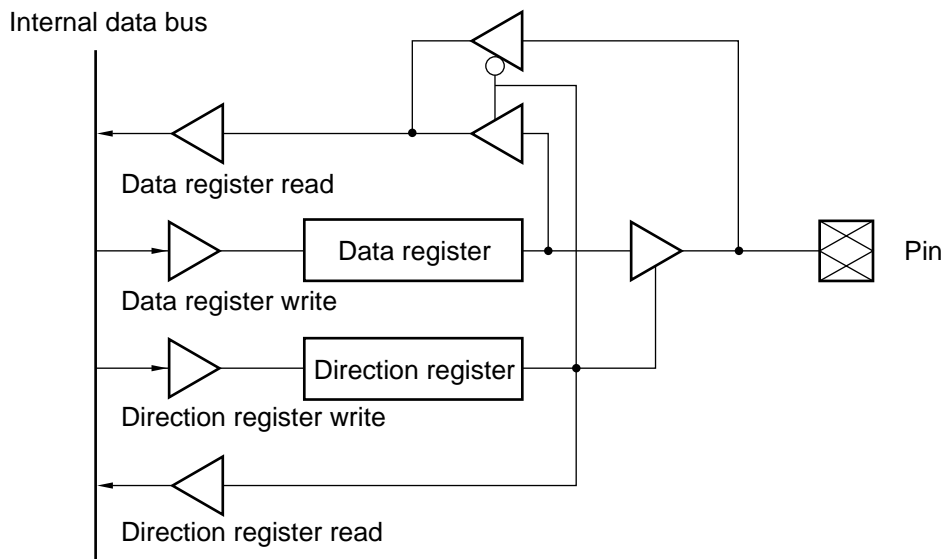 Internal data bus
Data register read
Data register
Pin
Data register write
Direction register
Direction register write
Direction register read